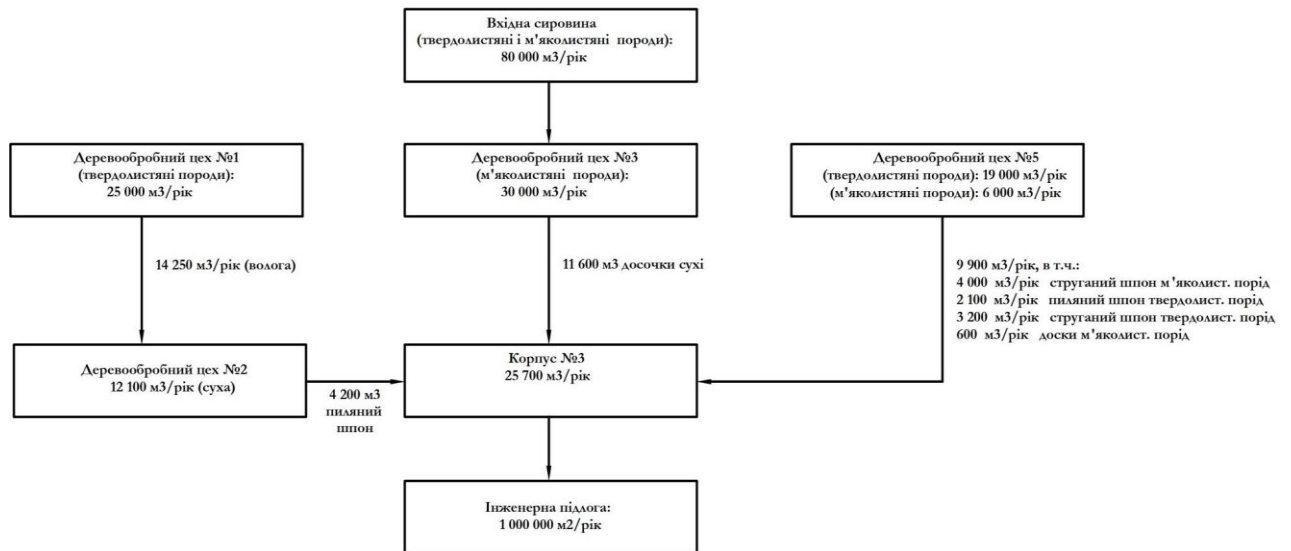 Вхідна сировина
(твердолистяні і м'яколистяні породи):
80 000 м3/рік
Деревообробний цех №1
(твердолистяні породи):
25 000 м3/рік
Деревообробний цех №3
(м'яколистяні породи):
30 000 м3/рік
Деревообробний цех №5
(твердолистяні породи): 19 000 м3/рік
(м'яколистяні породи): 6 000 м3/рік
14 250 м3/рік (волога)
11 600 м3 досочки сухі
9 900 м3/рік, в т.ч.:
4 000 м3/рік струганий шпон м'яколист. порід
2 100 м3/рік пиляний шпон твердолист. порід
3 200 м3/рік струганий шпон твердолист. порід
600 м3/рік доски м'яколист. порід
Деревообробний цех №2
12 100 м3/рік (суха)
4 200 м3
пиляний
шпон
Корпус №3
25 700 м3/рік
Інженерна підлога:
1 000 000 м2/рік